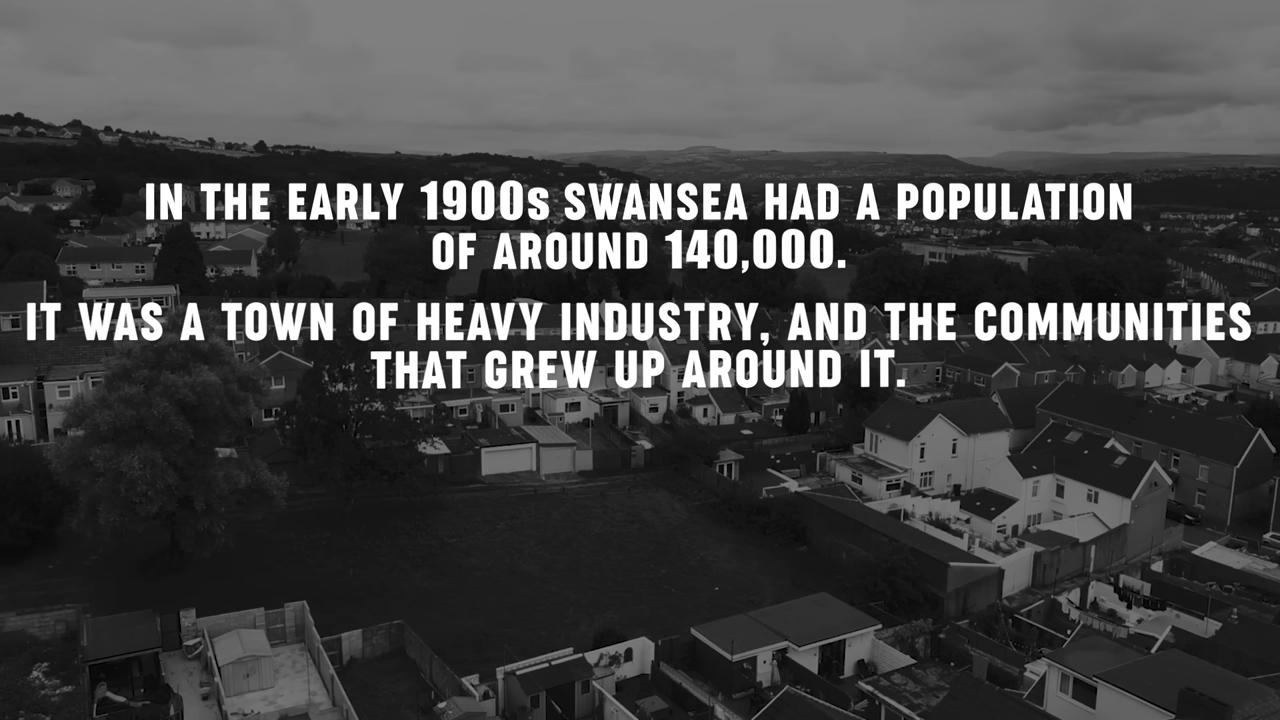 IN THE EARLY 1900s SWANSEA HAD A POPULATION
OF AROUND 140,000.
IT WAS A TOWN OF HEAVY INDUSTRY, AND THE COMMUNITIES
THAT GREW UP AROUND IT.